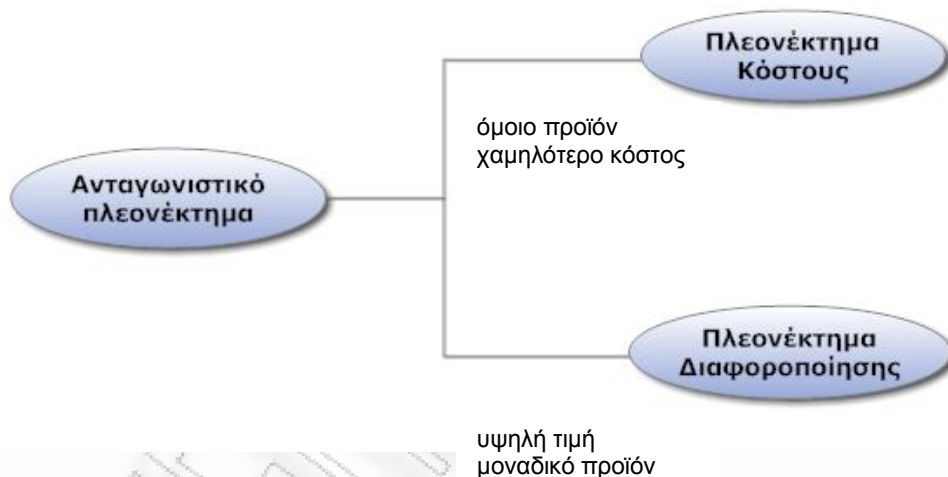 Πλεονέκτημα
Κόστους
όμοιο προϊόν
χαμηλότερο κόστος
Ανταγωνιστικό
πλεονέκτημα
Πλεονέκτημα
Διαφοροποίησης
υψηλή τιμή
μοναδικό προϊόν